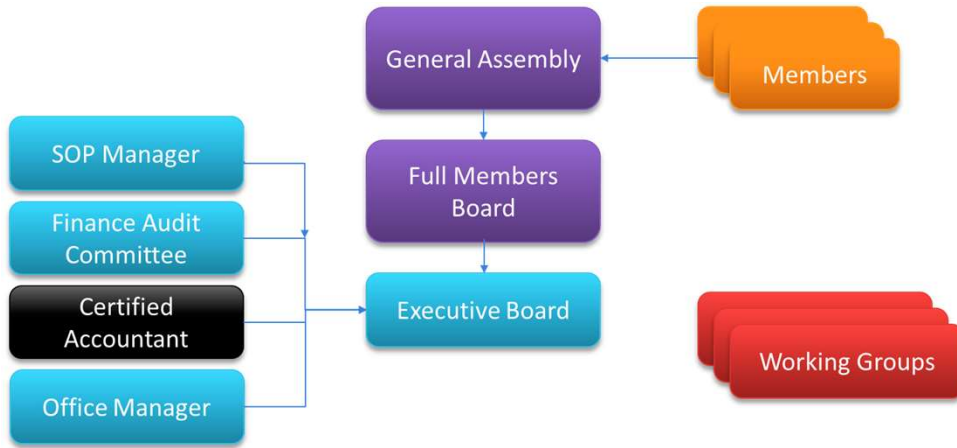 General Assembly
Members
SOP Manager
Full Members
Board
Finance Audit
Committee
Certified
Accountant
Executive Board
Office Manager
Working Groups